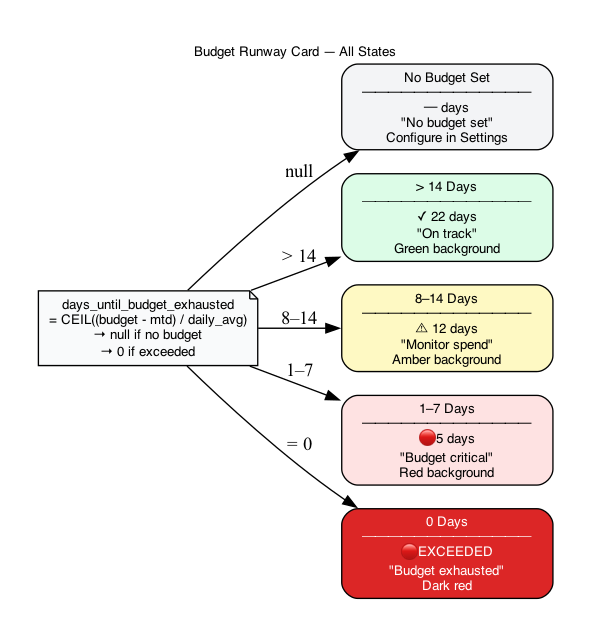 Budget Runway Card — All States
No Budget Set
— days
"No budget set"
Configure in Settings
null
> 14 Days
✓ 22 days
"On track"
Green background
> 14
days_until_budget_exhausted
= CEIL((budget - mtd) / daily_avg)
→ null if no budget
→ 0 if exceeded
8–14
8–14 Days
⚠ 12 days
"Monitor spend"
Amber background
1–7
1–7 Days
🔴5 days
"Budget critical"
Red background
= 0
0 Days
🔴EXCEEDED
"Budget exhausted"
Dark red